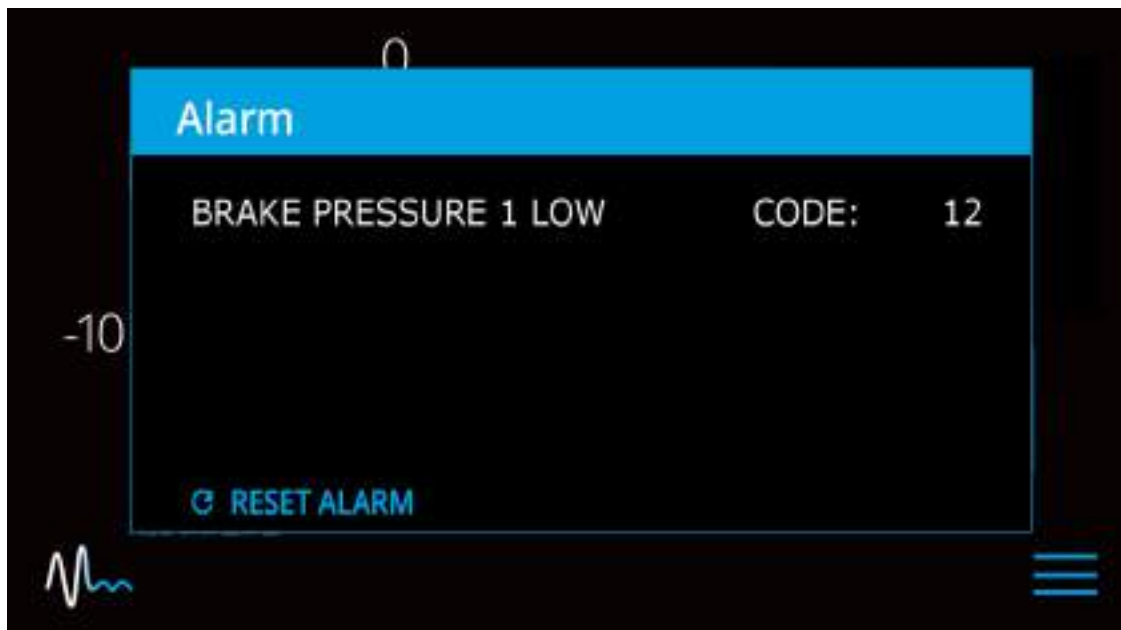 0
Alarm
BRAKE PRESSURE 1 LOW CODE: 12
-10
RESET ALARM